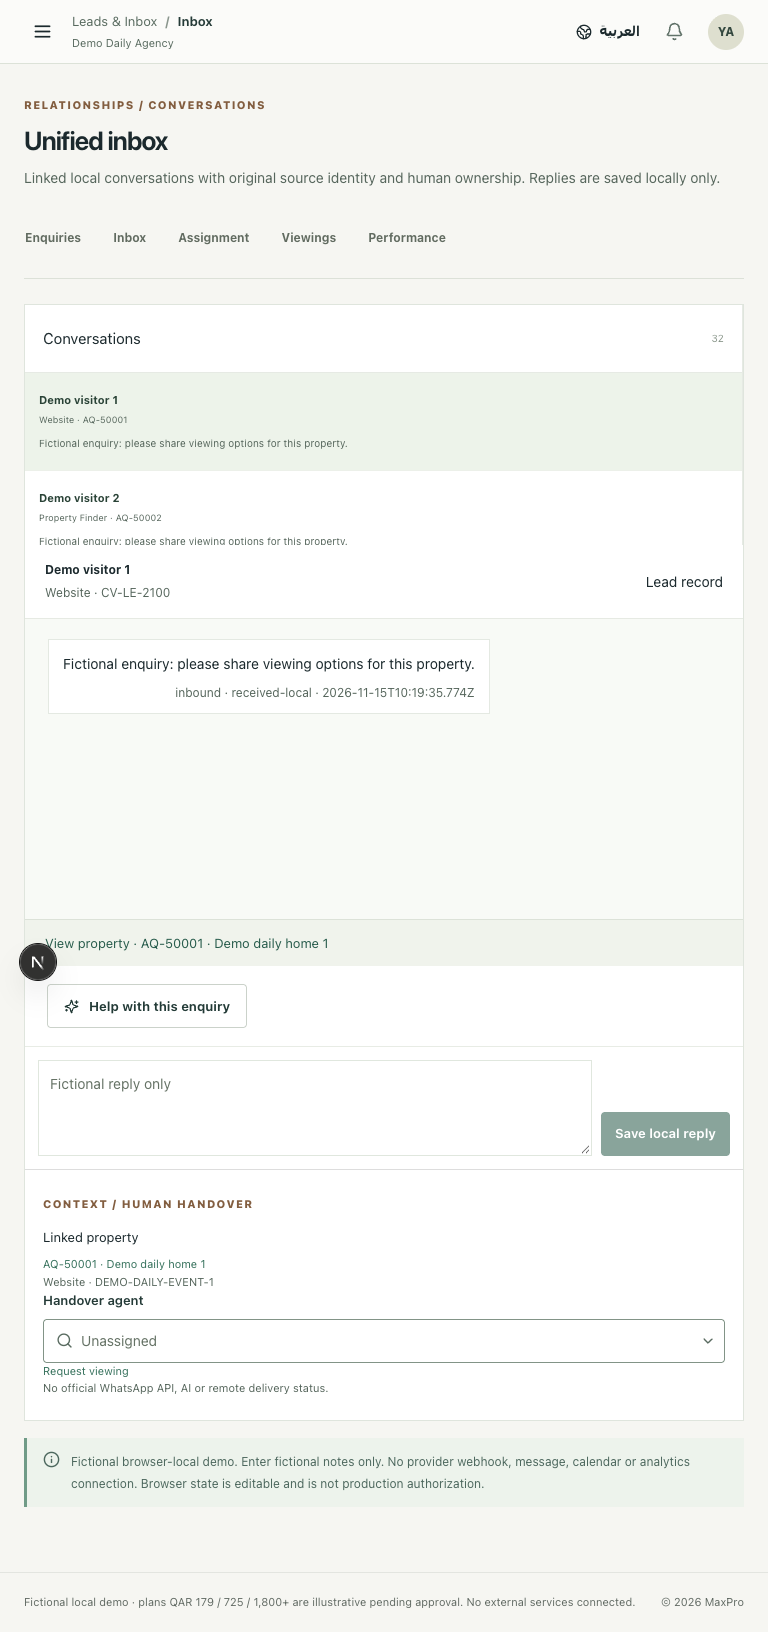 Leads & Inbox / Inbox
Demo Daily Agency
العربية
YA
RELATIONSHIPS / CONVERSATIONS
Unified inbox
Linked local conversations with original source identity and human ownership. Replies are saved locally only.
Enquiries Inbox Assignment Viewings Performance
Conversations 32
Demo visitor 1
Website · AQ-50001
Fictional enquiry: please share viewing options for this property.
Demo visitor 2
Property Finder · AQ-50002
Fictional enquiry: please share viewing options for this property.
Demo visitor 1
Website · CV-LE-2100
Lead record
Fictional enquiry: please share viewing options for this property.
inbound · received-local · 2026-11-15T10:19:35.774Z
View property · AQ-50001 · Demo daily home 1
N
Help with this enquiry
Fictional reply only
Save local reply
CONTEXT / HUMAN HANDOVER
Linked property
AQ-50001 · Demo daily home 1
Website · DEMO-DAILY-EVENT-1
Handover agent
Unassigned
Request viewing
No official WhatsApp API, AI or remote delivery status.
Fictional browser-local demo. Enter fictional notes only. No provider webhook, message, calendar or analytics
connection. Browser state is editable and is not production authorization.
Fictional local demo · plans QAR 179 / 725 / 1,800+ are illustrative pending approval. No external services connected.
© 2026 MaxPro